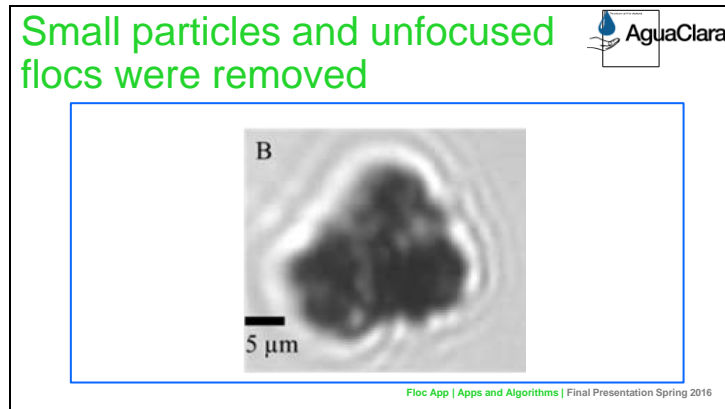 Small particles and unfocused
flocs were removed
AguaClara
B
5 µm
Floc App | Apps and Algorithms | Final Presentation Spring 2016